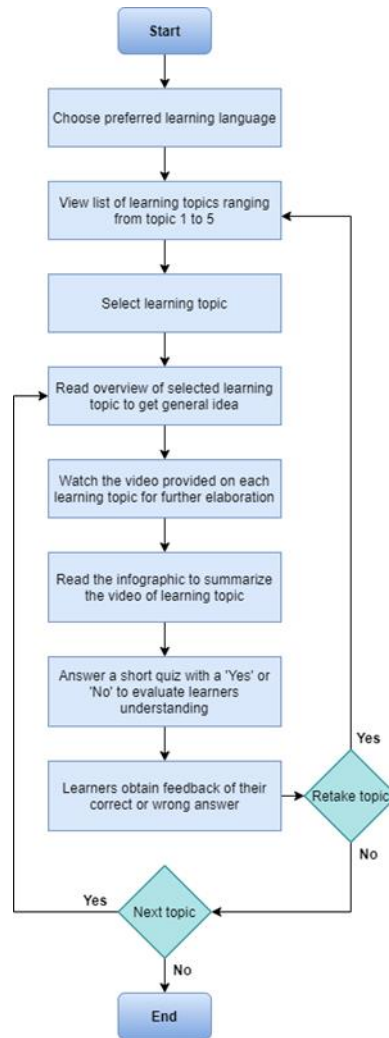 Start
Choose preferred learning language
View list of learning topics ranging
from topic 1 to 5
Select learning topic
Read overview of selected learning
topic to get general idea
Watch the video provided on each
learning topic for further elaboration
Read the infographic to summarize
the video of learning topic
Answer a short quiz with a 'Yes' or
'No' to evaluate learners
understanding
Learners obtain feedback of their
correct or wrong answer
Retake topic
Yes
No
Next topic
Yes
No
End